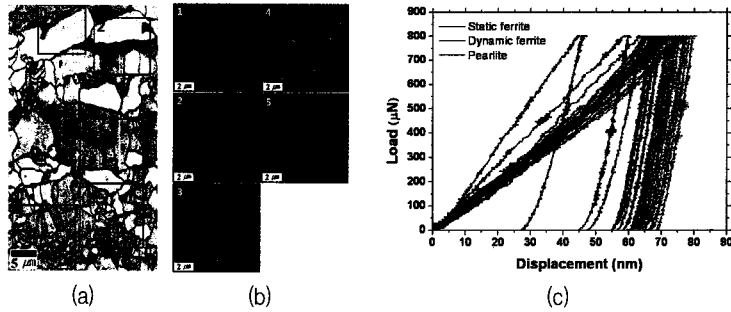 1
4
2 μm
2 μm
2
5
2 μm
2 μm
3
2 μm
5 μm
(a)
(b)
Static ferrite
Dynamic ferrite
Pearlite
Load (μN)
900
800
700
600
500
400
300
200
100
0
0 10 20 30 40 50 60 70 80 90
Displacement (nm)
(c)